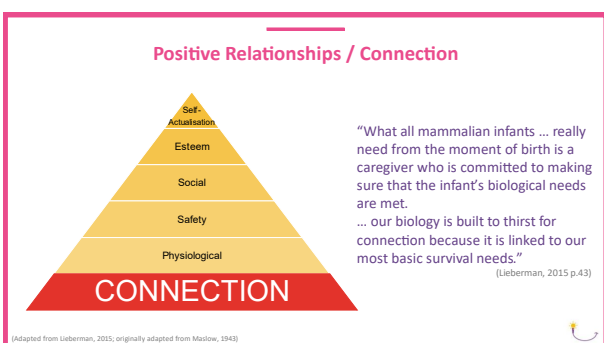 Positive Relationships / Connection
Self-
Actualisation
Esteem
Social
Safety
Physiological
CONNECTION
“What all mammalian infants ... really
need from the moment of birth is a
caregiver who is committed to making
sure that the infant’s biological needs
are met.
... our biology is built to thirst for
connection because it is linked to our
most basic survival needs.”
(Lieberman, 2015 p.43)
(Adapted from Lieberman, 2015; originally adapted from Maslow, 1943)